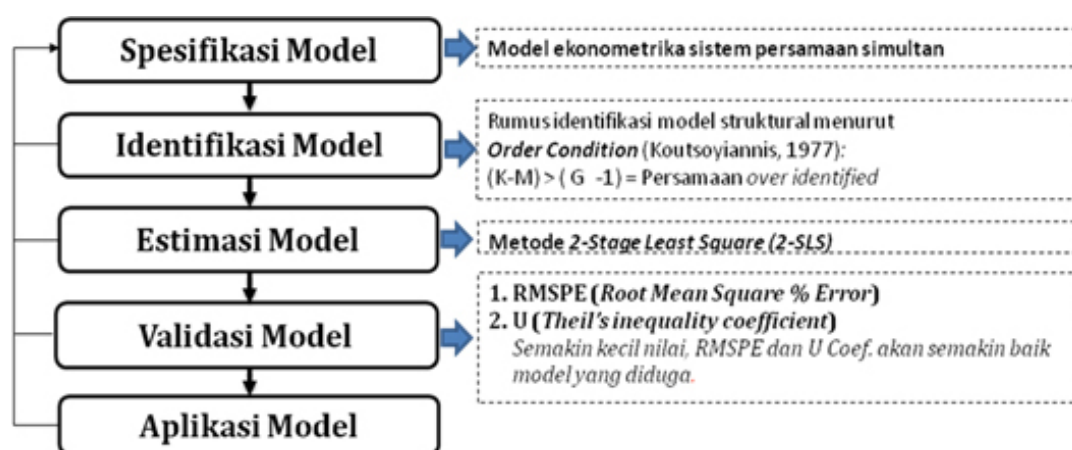 Spesifikasi Model
Model ekonometrika sistem persamaan simultan
Identifikasi Model
Rumus identifikasi model struktural menurut
Order Condition (Koutsoyiannis, 1977):
(K-M) > ( G -1) = Persamaan over identified
Estimasi Model
Metode 2-Stage Least Square (2-SLS)
Validasi Model
1. RMSPE (Root Mean Square % Error)
2. U (Theil's inequality coefficient)
Semakin kecil nilai, RMSPE dan U Coef. akan semakin baik
model yang diduga.
Aplikasi Model